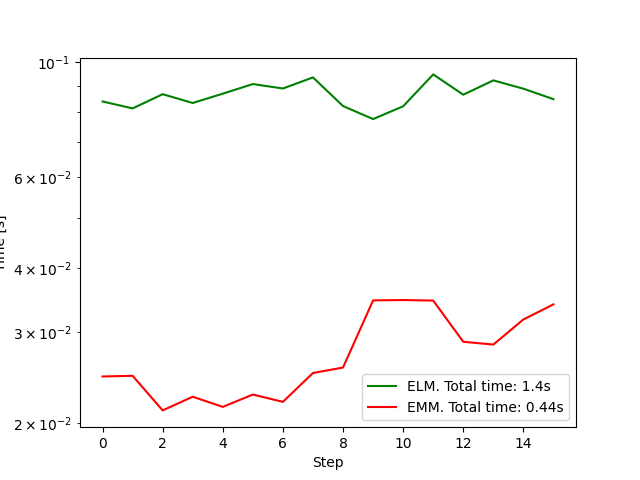 10⁻¹
6 × 10⁻²
4 × 10⁻²
3 × 10⁻²
2 × 10⁻²
[s]
0 2 4 6 8 10 12 14
Step
ELM. Total time: 1.4s
EMM. Total time: 0.44s